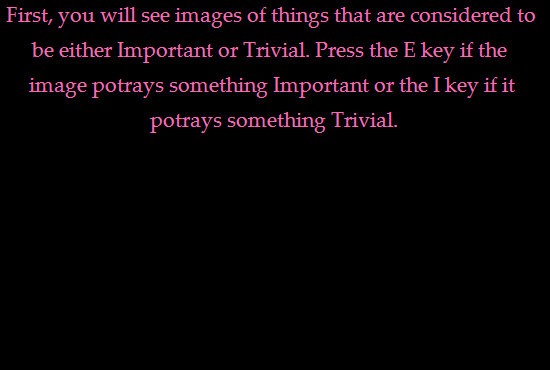 First, you will see images of things that are considered to
be either Important or Trivial. Press the E key if the
image potrays something Important or the I key if it
potrays something Trivial.